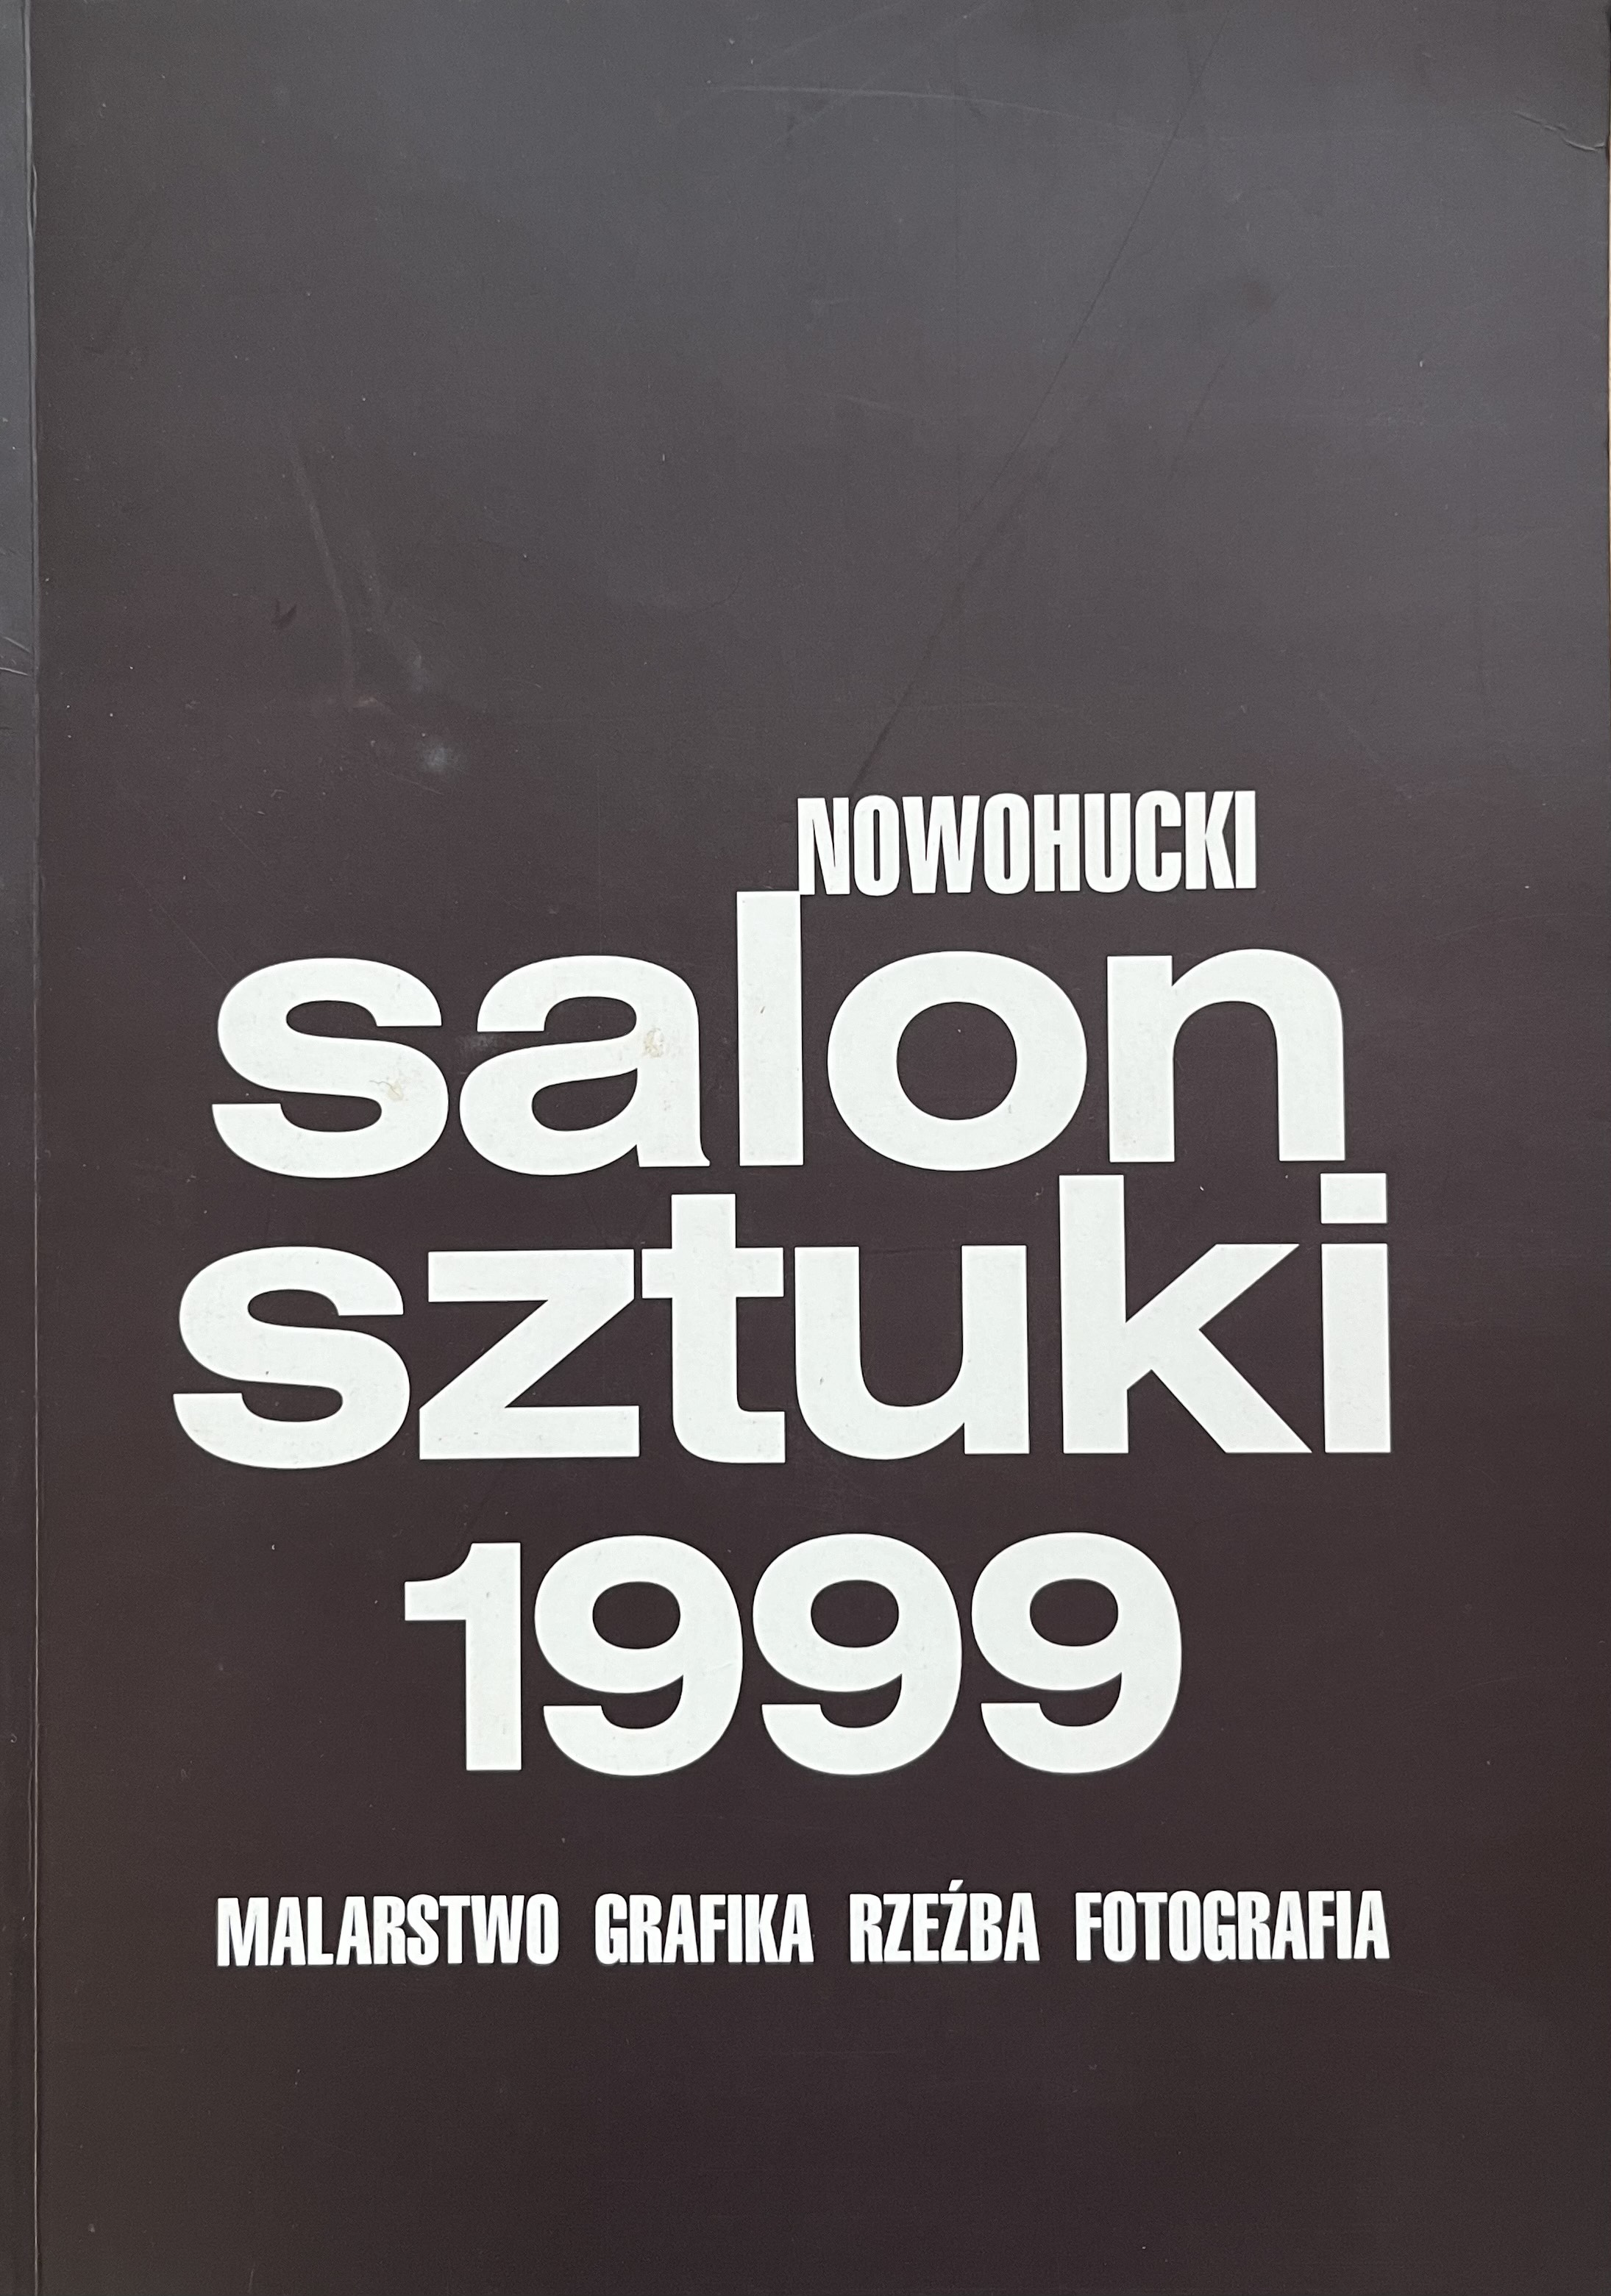 NOWOHUCKI
salon
sztuki
1999
MALARSTWO GRAFIKA RZEŹBA FOTOGRAFIA